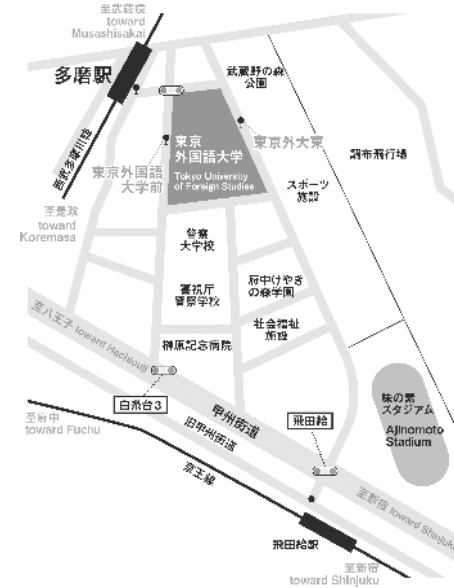 至武蔵境
toward
Musashisakai
多磨駅
武蔵野の森
公園
東京
外国語大学
Tokyo University
of Foreign Studies
東京外大東
調布飛行場
西武多摩川線
東京外国語
大学前
スポーツ
施設
至是政
toward
Koremasa
警察
大学校
警視庁
警察学校
府中けやき
の森学園
社会福祉
施設
榊原記念病院
至八王子 toward Hachiouji
白糸台3
甲州街道
旧甲州街道
飛田給
味の素
スタジアム
Ajinomoto
Stadium
至府中
toward Fuchu
京王線
至新宿 toward Shinjuku
飛田給駅
至新宿
toward Shinjuku